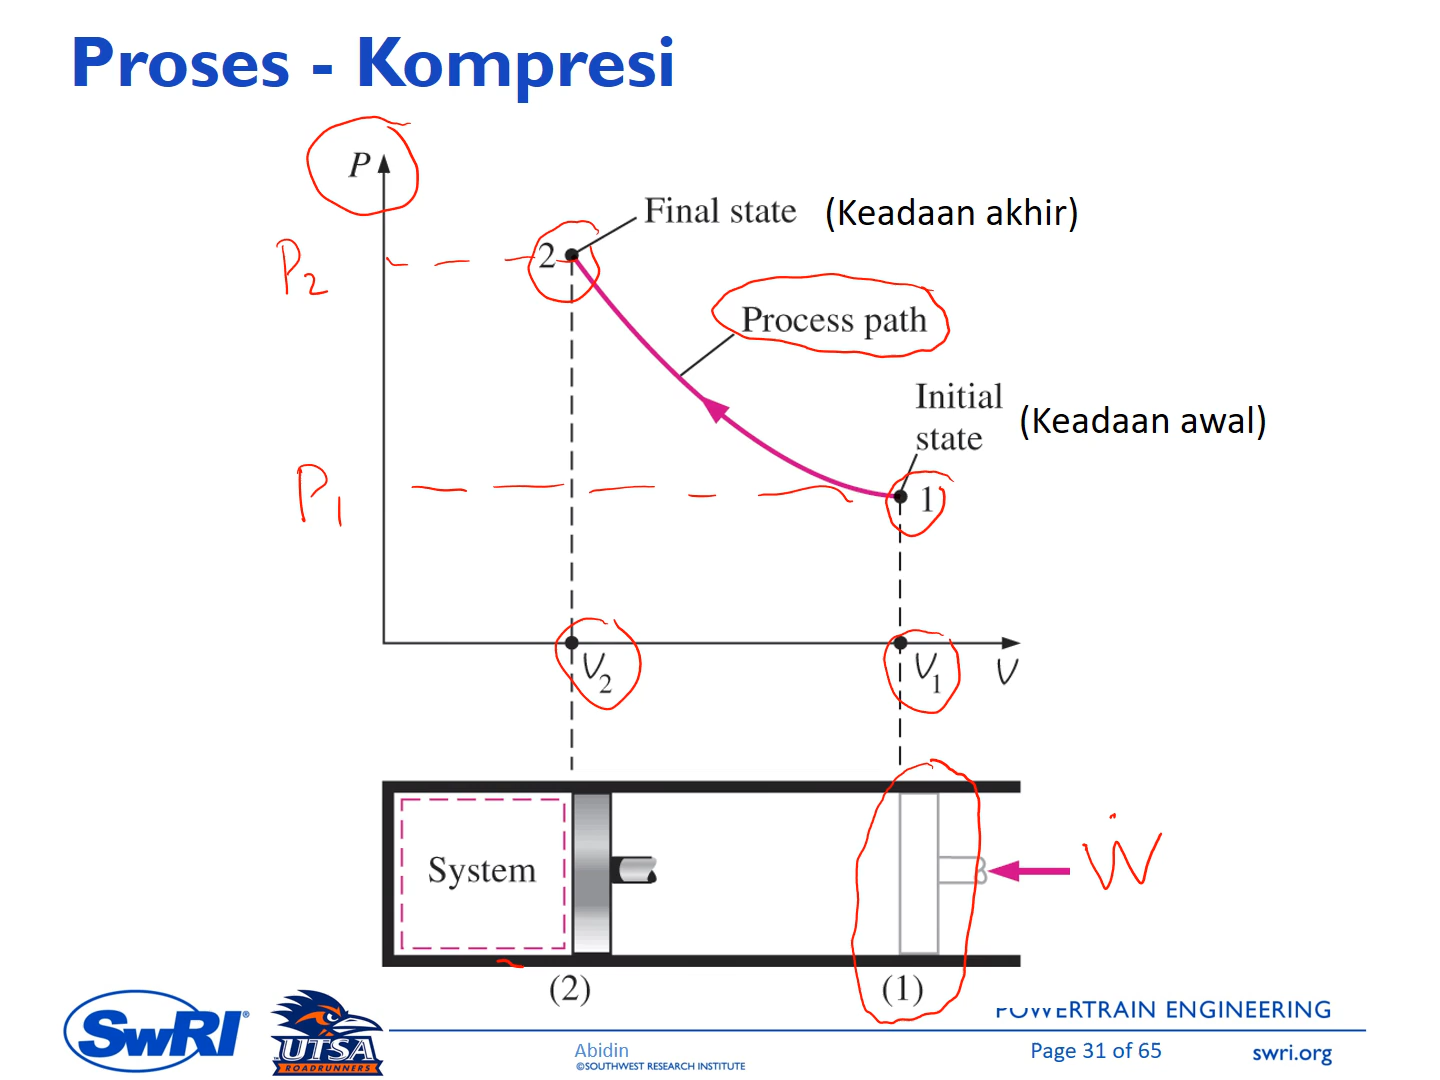 Proses - Kompresi
P
Final state (Keadaan akhir)
2
P2
Process path
Initial
state (Keadaan awal)
P1
1
V2
V1
V
System
Ẇ
(2)
(1)
POWERTRAIN ENGINEERING
SwRI®
UTSA
ROADRUNNERS
Abidin
©SOUTHWEST RESEARCH INSTITUTE
Page 31 of 65
swri.org